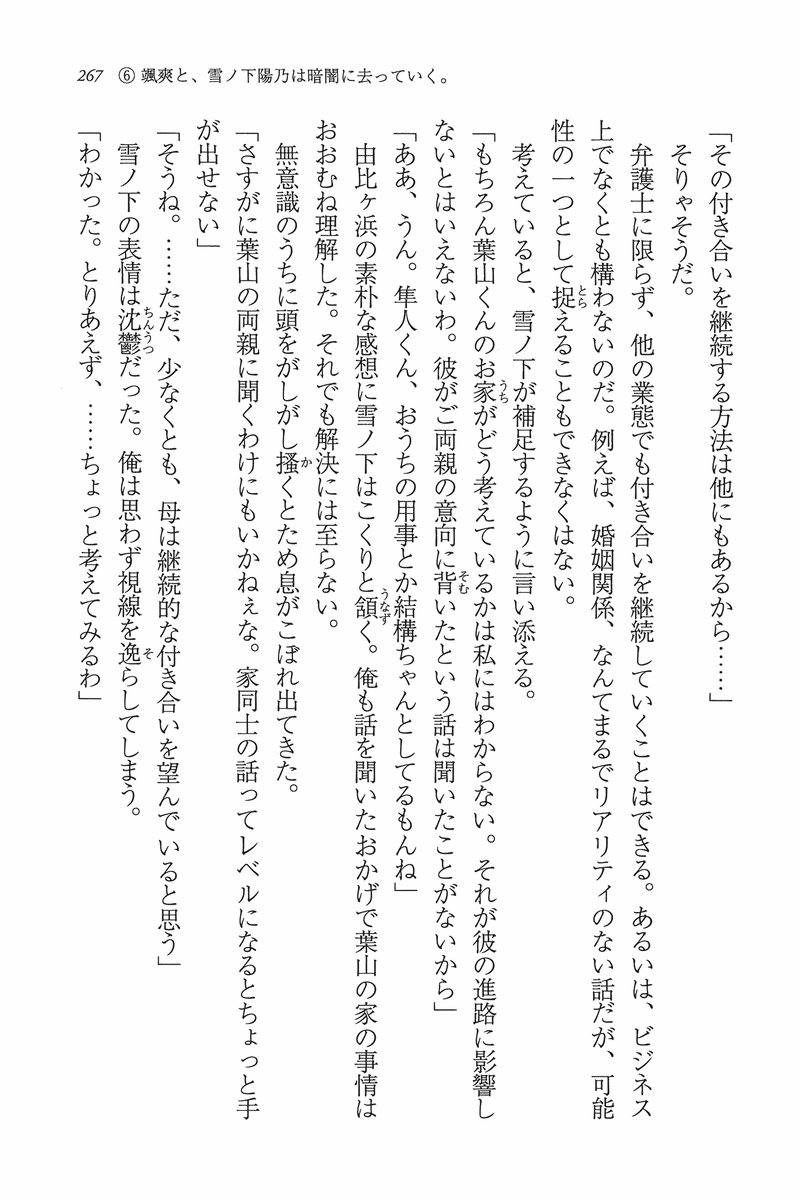 267 ⑥ 颯爽と、雪ノ下陽乃は暗闇に去っていく。
「その付き合いを継続する方法は他にもあるから……」
そりゃそうだ。
弁護士に限らず、他の業態でも付き合いを継続していくことはできる。あるいは、ビジネス
上でなくとも構わないのだ。例えば、婚姻関係、なんてまるでリアリティのない話だが、可能
性の一つとして捉えることもできなくはない。
考えていると、雪ノ下が補足するように言い添える。
「もちろん葉山くんのお家がどう考えているかは私にはわからない。それが彼の進路に影響し
ないとはいえないわ。彼がご両親の意向に背いたという話は聞いたことがないから」
「ああ、うん。隼人くん、おうちの用事とか結構ちゃんとしてるもんね」
由比ヶ浜の素朴な感想に雪ノ下はこくりと頷く。俺も話を聞いたおかげで葉山の家の事情は
おおむね理解した。それでも解決には至らない。
無意識のうちに頭をがしがし掻くとため息がこぼれ出てきた。
「さすがに葉山の両親に聞くわけにもいかねぇな。家同士の話ってレベルになるとちょっと手
が出せない」
「そうね。……ただ、少なくとも、母は継続的な付き合いを望んでいると思う」
雪ノ下の表情は沈鬱だった。俺は思わず視線を逸らしてしまう。
「わかった。とりあえず、……ちょっと考えてみるわ」